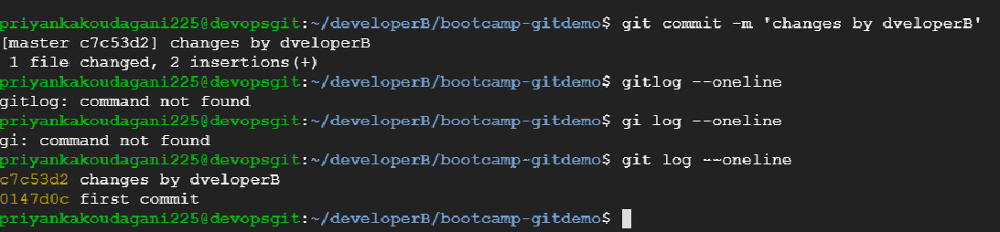 priyankakoudagani225@devopsgit:~/developerB/bootcamp-gitdemo$ git commit -m 'changes by dveloperB'
[master c7c53d2] changes by dveloperB
 1 file changed, 2 insertions(+)
priyankakoudagani225@devopsgit:~/developerB/bootcamp-gitdemo$ gitlog --oneline
gitlog: command not found
priyankakoudagani225@devopsgit:~/developerB/bootcamp-gitdemo$ gi log --oneline
gi: command not found
priyankakoudagani225@devopsgit:~/developerB/bootcamp-gitdemo$ git log --oneline
c7c53d2 changes by dveloperB
0147d0c first commit
priyankakoudagani225@devopsgit:~/developerB/bootcamp-gitdemo$